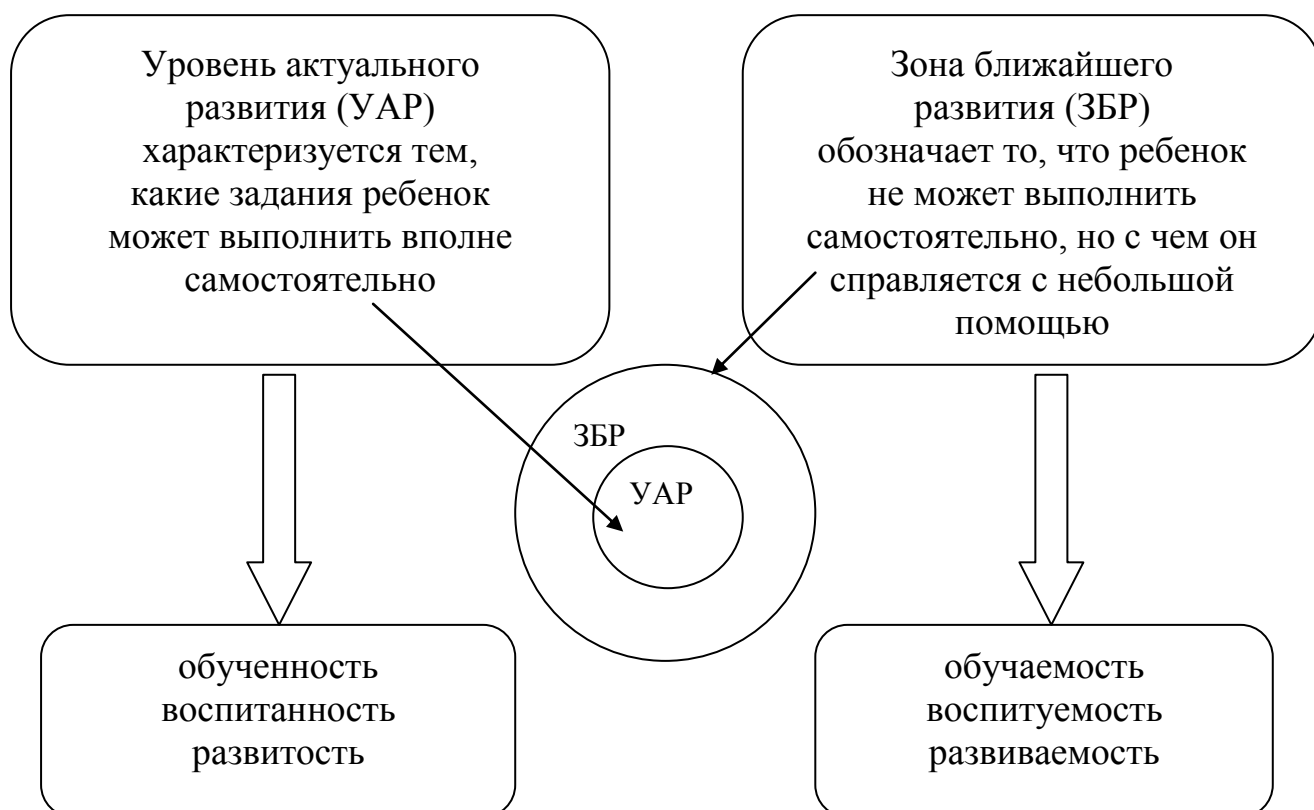 Уровень актуального
развития (УАР)
характеризуется тем,
какие задания ребенок
может выполнить вполне
самостоятельно
Зона ближайшего
развития (ЗБР)
обозначает то, что ребенок
не может выполнить
самостоятельно, но с чем он
справляется с небольшой
помощью
ЗБР
УАР
обученность
воспитанность
развитость
обучаемость
воспитуемость
развиваемость